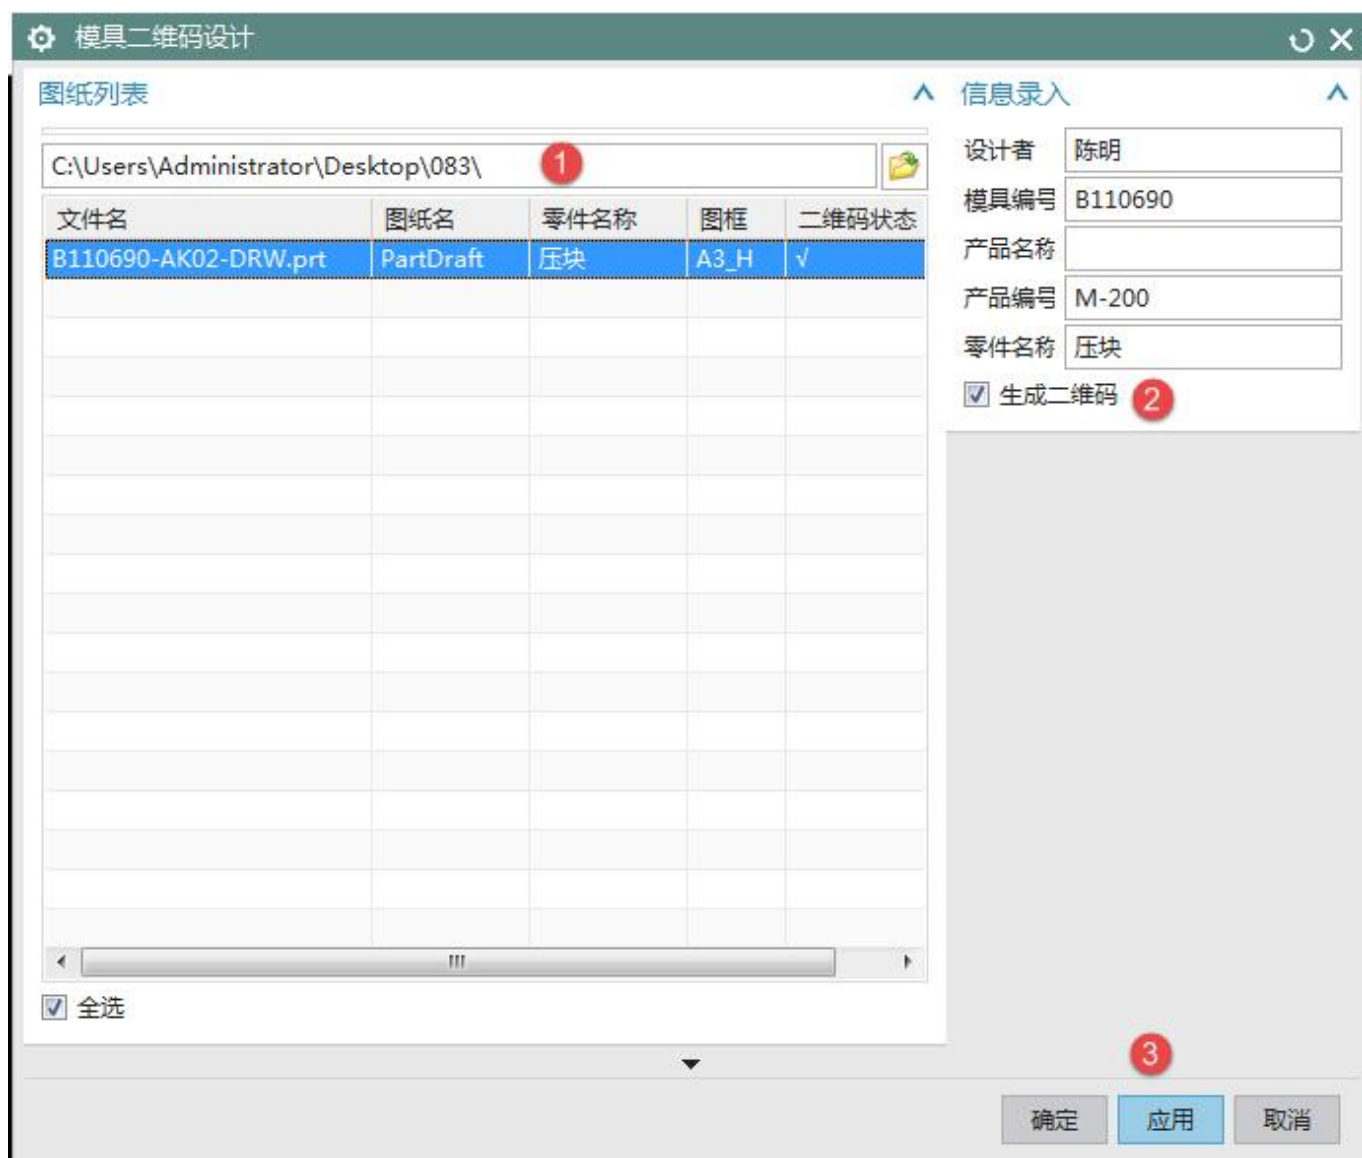 模具二维码设计
图纸列表
C:\Users\Administrator\Desktop\083\ 1
文件名 图纸名 零件名称 图框 二维码状态
B110690-AK02-DRW.prt PartDraft 压块 A3_H √
全选
信息录入
设计者 陈明
模具编号 B110690
产品名称
产品编号 M-200
零件名称 压块
生成二维码 2
3
确定 应用 取消